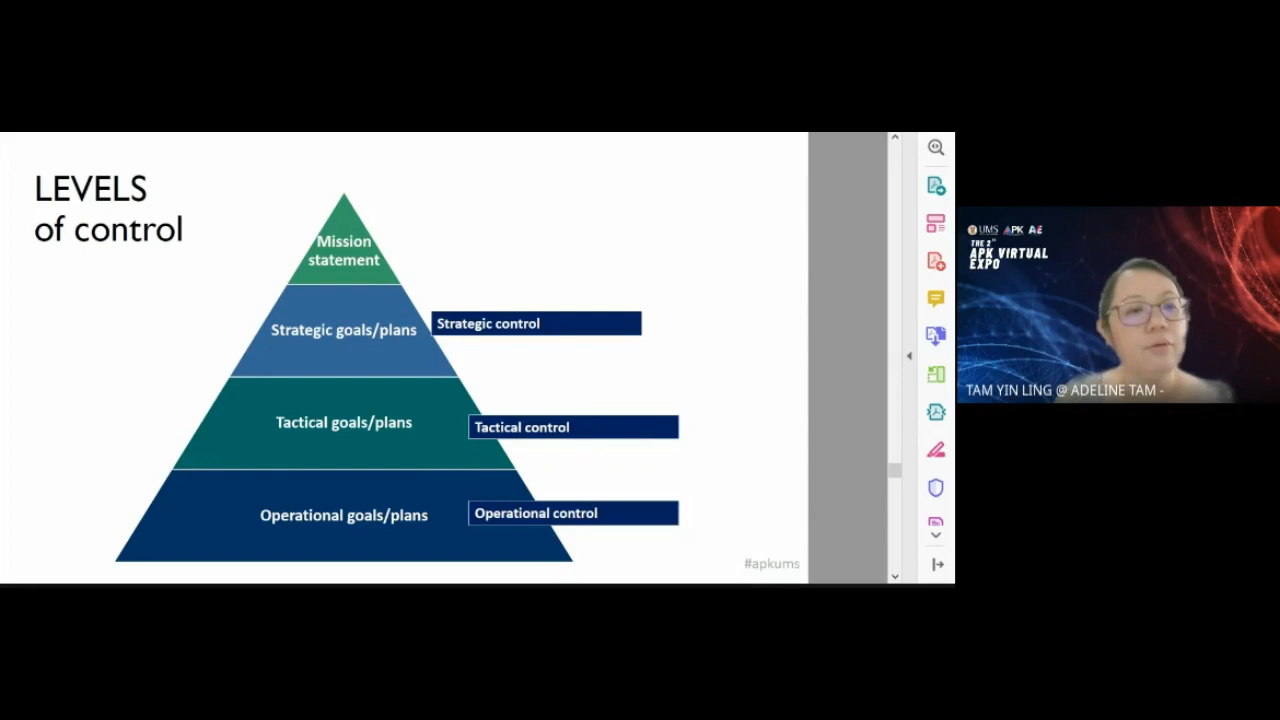 LEVELS
of control
Mission
statement
Strategic goals/plans
Strategic control
Tactical goals/plans
Tactical control
Operational goals/plans
Operational control
#apkums
UMS APK
THE 2
APK VIRTUAL
EXPO
TAM YIN LING @ ADELINE TAM -